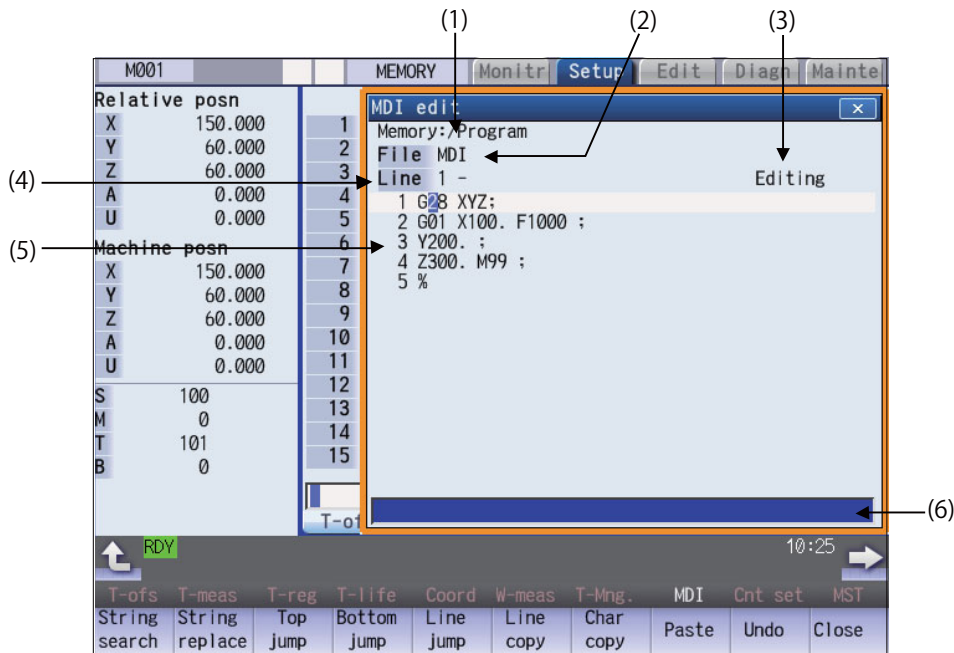 (1) (2) (3)
M001 MEMORY Monitr Setup Edit Diagn Mainte
Relative posn
X 150.000
Y 60.000
Z 60.000
A 0.000
U 0.000
Machine posn
X 150.000
Y 60.000
Z 60.000
A 0.000
U 0.000
S 100
M 0
T 101
B 0
(4)
(5)
1
2
3
4
5
6
7
8
9
10
11
12
13
14
15
MDI edit
Memory:/Program
File MDI
Line 1 - Editing
1 G28 XYZ;
2 G01 X100. F1000 ;
3 Y200. ;
4 Z300. M99 ;
5 %
(6)
RDY 10:25
T-ofs T-meas T-reg T-life Coord W-meas T-Mng. MDI Cnt set MST
String search String replace Top jump Bottom jump Line jump Line copy Char copy Paste Undo Close